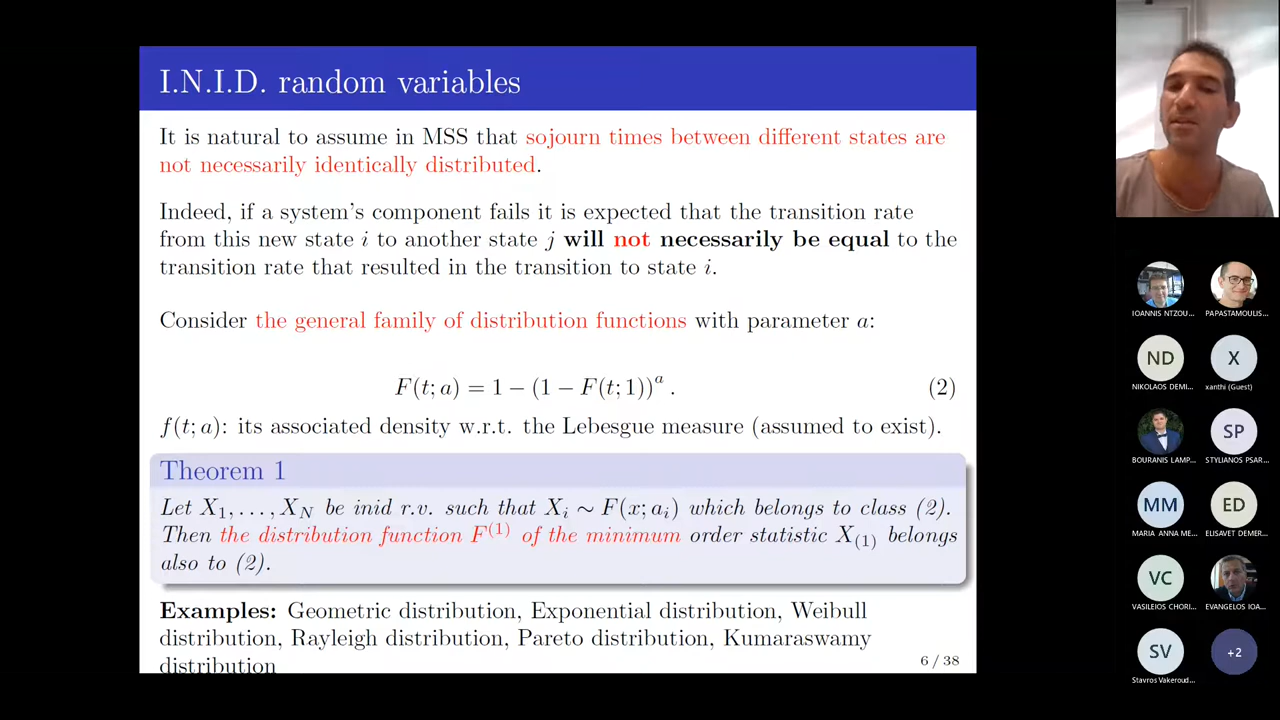 I.N.I.D. random variables
It is natural to assume in MSS that sojourn times between different states are
not necessarily identically distributed.
Indeed, if a system's component fails it is expected that the transition rate
from this new state i to another state j will not necessarily be equal to the
transition rate that resulted in the transition to state i.
Consider the general family of distribution functions with parameter a:
F(t; a) = 1 − (1 − F(t; 1))^a . (2)
f(t; a): its associated density w.r.t. the Lebesgue measure (assumed to exist).
Theorem 1
Let X_1, . . . , X_N be inid r.v. such that X_i ∼ F(x; a_i) which belongs to class (2).
Then the distribution function F^(1) of the minimum order statistic X_(1) belongs
also to (2).
Examples: Geometric distribution, Exponential distribution, Weibull
distribution, Rayleigh distribution, Pareto distribution, Kumaraswamy
distribution
6 / 38
IOANNIS NTZOU...
PAPASTAMOULIS...
ND
X
NIKOLAOS DEMI...
xanthi (Guest)
SP
BOURANIS LAMP...
STYLIANOS PSAR...
MM
ED
MARIA ANNA ME...
ELISAVET DEMER...
VC
VASILEIOS CHORI...
EVANGELOS IOA...
SV
+2
Stavros Vakeroud...